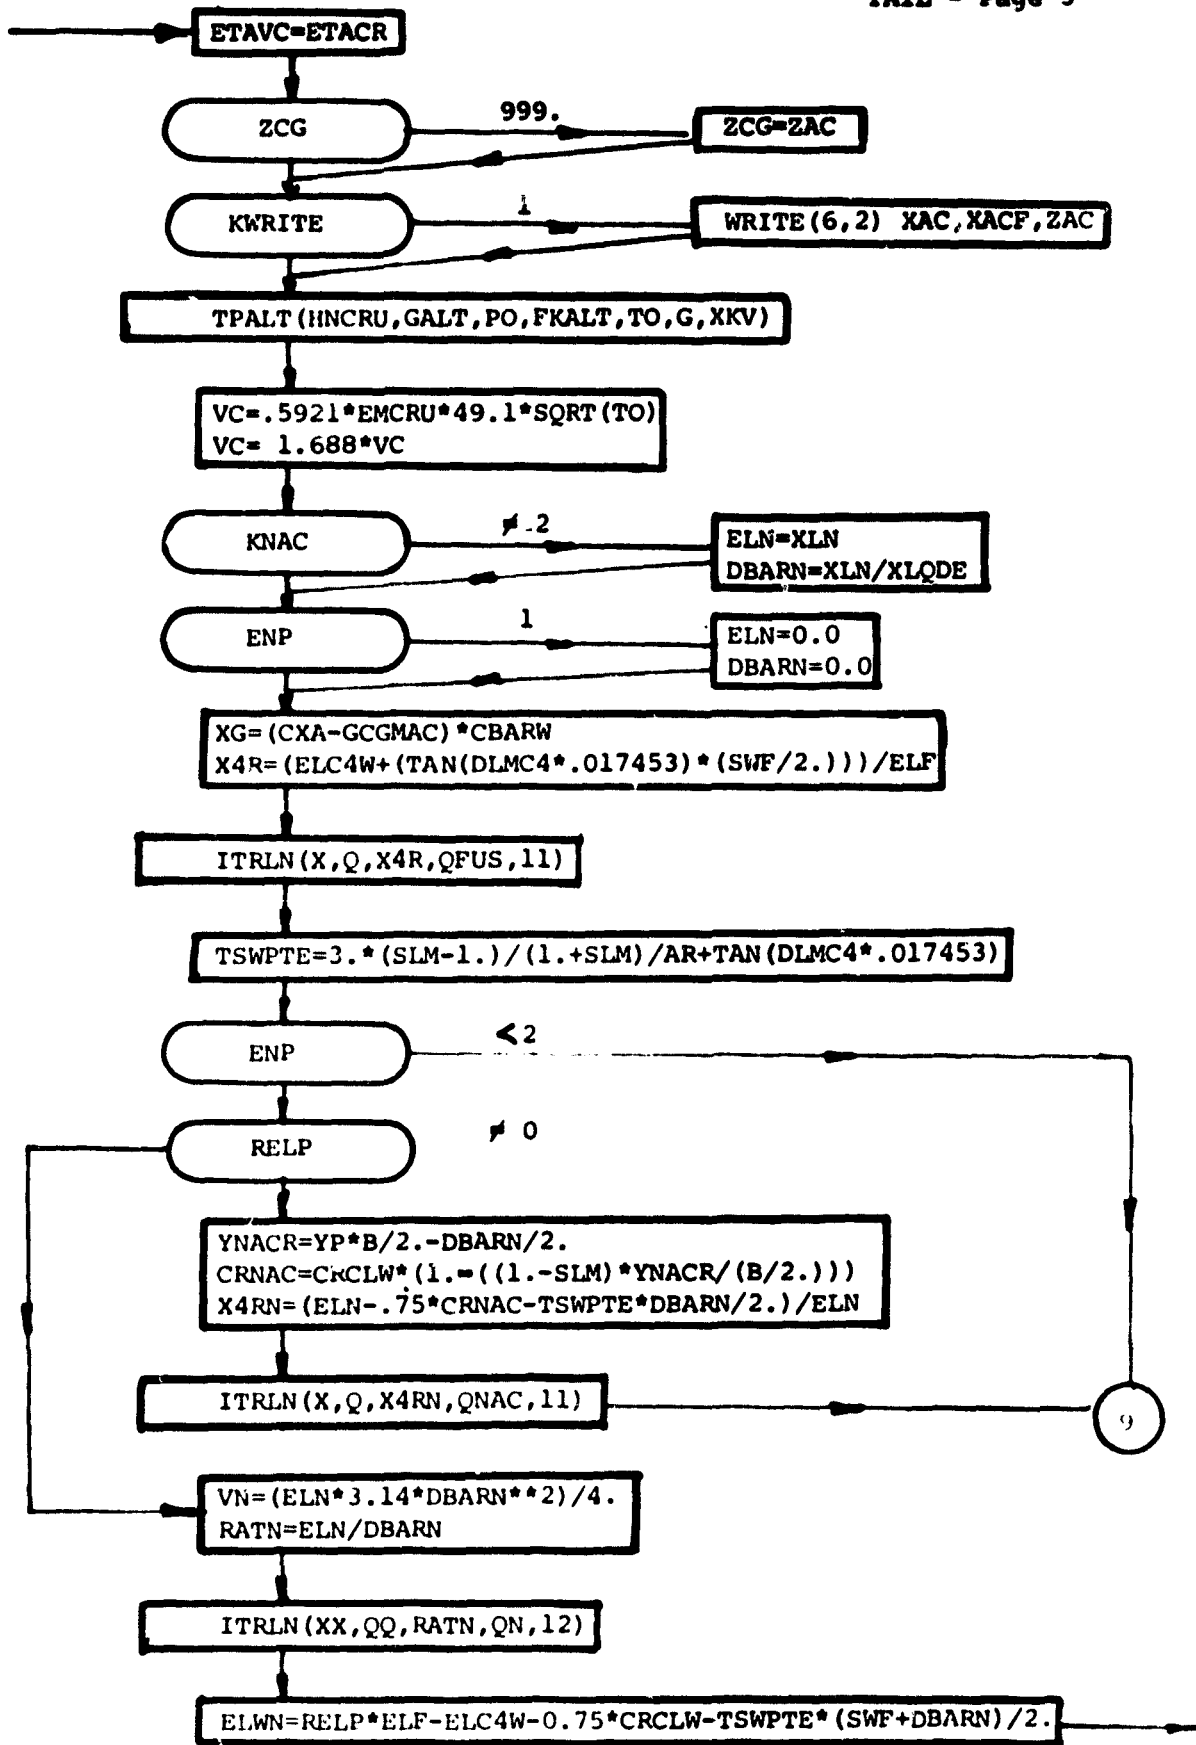 Page
ETAVC=ETACR
ZCG
999.
ZCG=ZAC
KWRITE
1
WRITE(6,2) XAC,XACF,ZAC
TPALT(HNCRU,GALT,PO,FKALT,TO,G,XKV)
VC=.5921*EMCRU*49.1*SQRT(TO)
VC= 1.688*VC
KNAC
≠ 2
ELN=XLN
DBARN=XLN/XLQDE
ENP
1
ELN=0.0
DBARN=0.0
XG=(CXA-GCGMAC)*CBARW
X4R=(ELC4W+(TAN(DLMC4*.017453)*(SWF/2.)))/ELF
ITRLN(X,Q,X4R,QFUS,11)
TSWPTE=3.*(SLM-1.)/(1.+SLM)/AR+TAN(DLMC4*.017453)
ENP
<2
RELP
≠ 0
YNACR=YP*B/2.-DBARN/2.
CRNAC=CRCLW*(1.-((1.-SLM)*YNACR/(B/2.)))
X4RN=(ELN-.75*CRNAC-TSWPTE*DBARN/2.)/ELN
ITRLN(X,Q,X4RN,QNAC,11)
9
VN=(ELN*3.14*DBARN**2)/4.
RATN=ELN/DBARN
ITRLN(XX,QQ,RATN,QN,12)
ELWN=RELP*ELF-ELC4W-0.75*CRCLW-TSWPTE*(SWF+DBARN)/2.